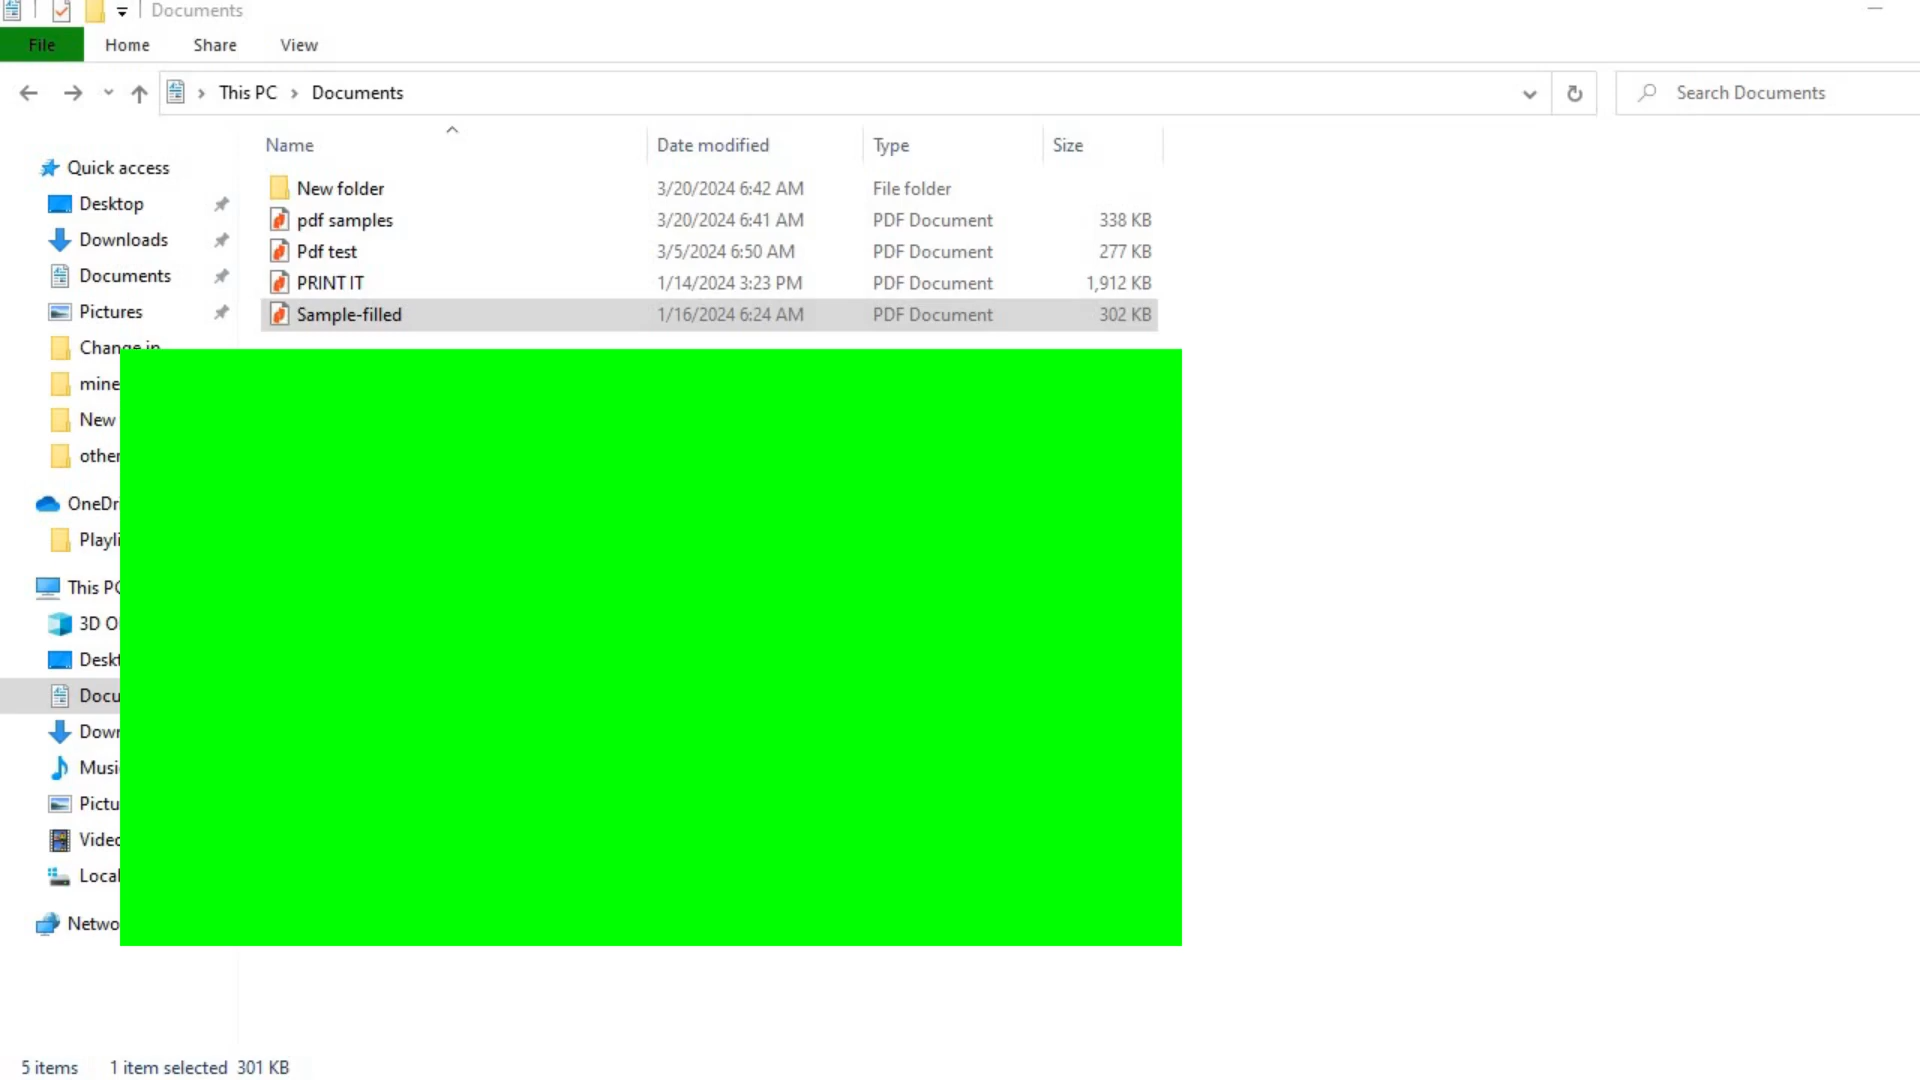 Documents
File Home Share View
This PC Documents
Search Documents
Name Date modified Type Size
Quick access
Desktop
Downloads
Documents
Pictures
New folder 3/20/2024 6:42 AM File folder
pdf samples 3/20/2024 6:41 AM PDF Document 338 KB
Pdf test 3/5/2024 6:50 AM PDF Document 277 KB
PRINT IT 1/14/2024 3:23 PM PDF Document 1,912 KB
Sample-filled 1/16/2024 6:24 AM PDF Document 302 KB
Change in
mine
New
other
OneDr
Playli
This PC
3D O
Deskt
Docu
Down
Musi
Pictu
Video
Local
Netwo
5 items 1 item selected 301 KB